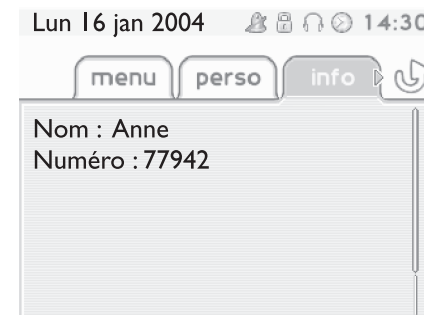 Lun 16 jan 2004 14:30
menu perso info
Nom : Anne
Numéro : 77942